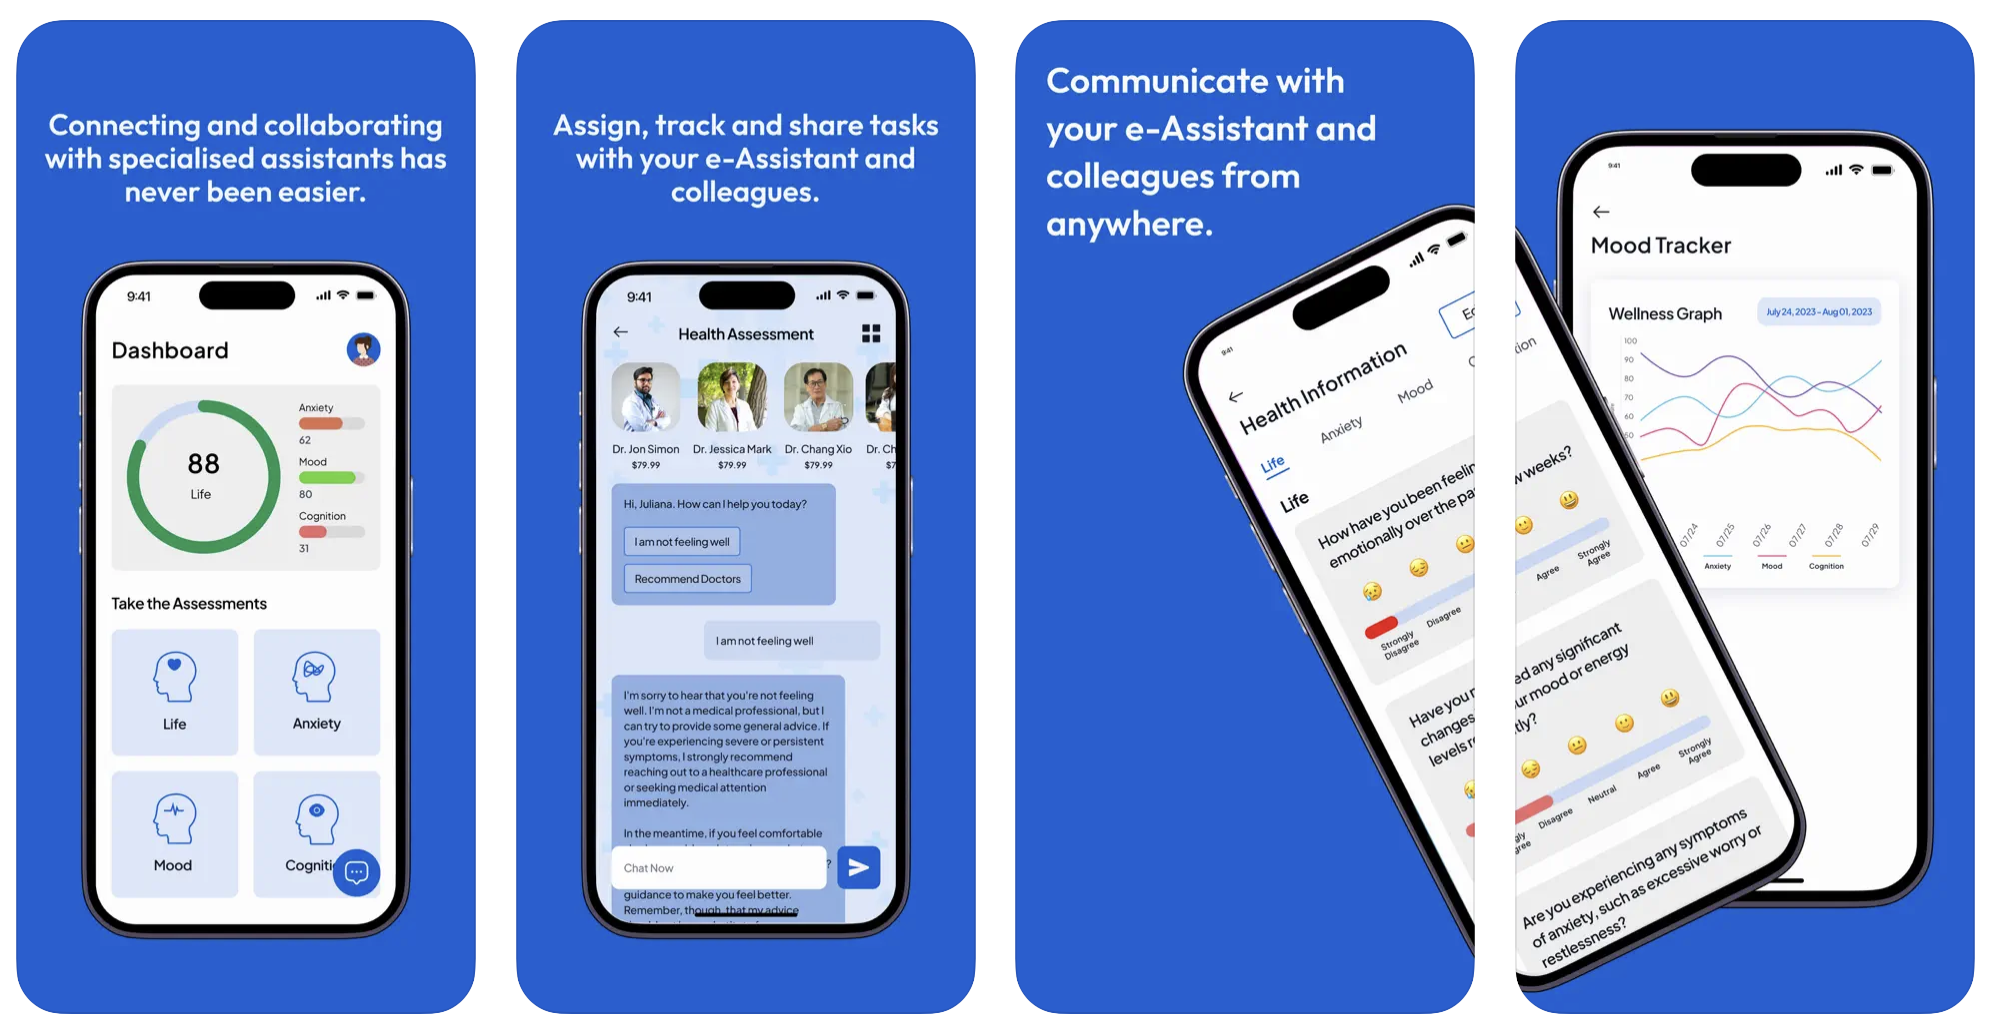 Connecting and collaborating
with specialised assistants has
never been easier.
9:41
Dashboard
88
Life
Anxiety
62
Mood
80
Cognition
31
Take the Assessments
Life
Anxiety
Mood
Cogniti
Assign, track and share tasks
with your e-Assistant and
colleagues.
9:41
Health Assessment
Dr. Jon Simon
$79.99
Dr. Jessica Mark
$79.99
Dr. Chang Xio
$79.99
Dr. Ch
$7
Hi, Juliana. How can I help you today?
I am not feeling well
Recommend Doctors
I am not feeling well
I'm sorry to hear that you're not feeling
well. I'm not a medical professional, but I
can try to provide some general advice. If
you're experiencing severe or persistent
symptoms, I strongly recommend
reaching out to a healthcare professional
or seeking medical attention
immediately.
In the meantime, if you feel comfortable
?
Chat Now
guidance to make you feel better.
Remember, though, that my advice
Communicate with
your e-Assistant and
colleagues from
anywhere.
9:41
Health Information
Life
Anxiety
Mood
Life
How have you been feelin
emotionally over the pa
Strongly
Disagree
Disagree
Have you
changes
levels
9:41
Mood Tracker
Wellness Graph
July 24, 2023 - Aug 01, 2023
100
90
80
70
60
50
07/24
07/25
07/26
07/27
07/28
07/29
Anxiety
Mood
Cognition
tion
w weeks?
Agree
Strongly
Agree
ed any significant
ur mood or energy
tly?
Disagree
Neutral
Agree
Strongly
Agree
Are you experiencing any symptoms
of anxiety, such as excessive worry or
restlessness?